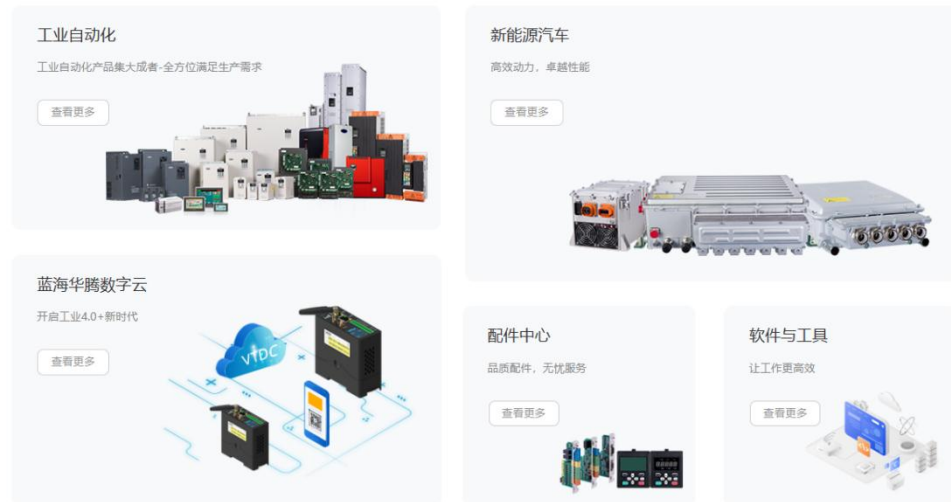 工业自动化
工业自动化产品集大成者-全方位满足生产需求
查看更多
新能源汽车
高效动力，卓越性能
查看更多
蓝海华腾数字云
开启工业4.0+新时代
查看更多
VTDC
配件中心
品质配件，无忧服务
查看更多
软件与工具
让工作更高效
查看更多